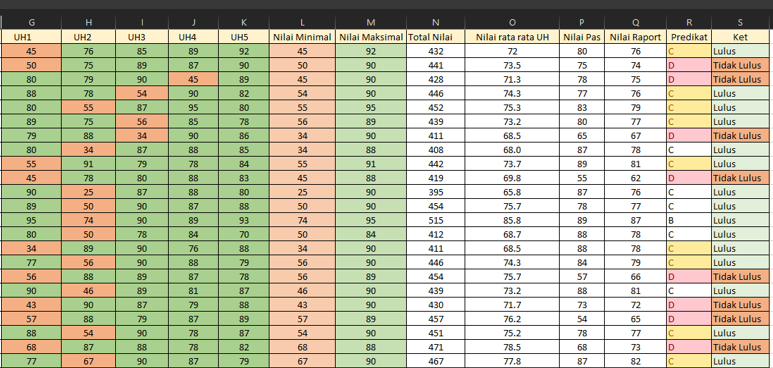 G H I J K L M N O P Q R S
UH1 UH2 UH3 UH4 UH5 Nilai Minimal Nilai Maksimal Total Nilai Nilai rata rata UH Nilai Pas Nilai Raport Predikat Ket
45 76 85 89 92 45 92 432 72 80 76 C Lulus
50 75 89 87 90 50 90 441 73.5 75 74 D Tidak Lulus
80 79 90 45 89 45 90 428 71.3 78 75 D Tidak Lulus
88 78 54 90 82 54 90 446 74.3 77 76 C Lulus
80 55 87 95 80 55 95 452 75.3 83 79 C Lulus
89 75 56 85 78 56 89 439 73.2 80 77 C Lulus
79 88 34 90 86 34 90 411 68.5 65 67 D Tidak Lulus
80 34 87 88 85 34 88 408 68.0 87 78 C Lulus
55 91 79 78 84 55 91 442 73.7 89 81 C Lulus
45 78 80 88 83 45 88 419 69.8 55 62 D Tidak Lulus
90 25 87 88 80 25 90 395 65.8 87 76 C Lulus
89 50 90 87 88 50 90 454 75.7 78 77 C Lulus
95 74 90 89 93 74 95 515 85.8 89 87 B Lulus
80 50 78 84 70 50 84 412 68.7 88 78 C Lulus
34 89 90 76 88 34 90 411 68.5 88 78 C Lulus
77 56 90 88 79 56 90 446 74.3 84 79 C Lulus
56 88 89 87 78 56 89 454 75.7 57 66 D Tidak Lulus
90 46 89 81 87 46 90 439 73.2 88 81 C Lulus
43 90 87 79 88 43 90 430 71.7 73 72 D Tidak Lulus
57 88 79 87 89 57 89 457 76.2 54 65 D Tidak Lulus
88 54 90 78 87 54 90 451 75.2 78 77 C Lulus
68 87 88 78 82 68 88 471 78.5 68 73 D Tidak Lulus
77 67 90 87 79 67 90 467 77.8 87 82 C Lulus